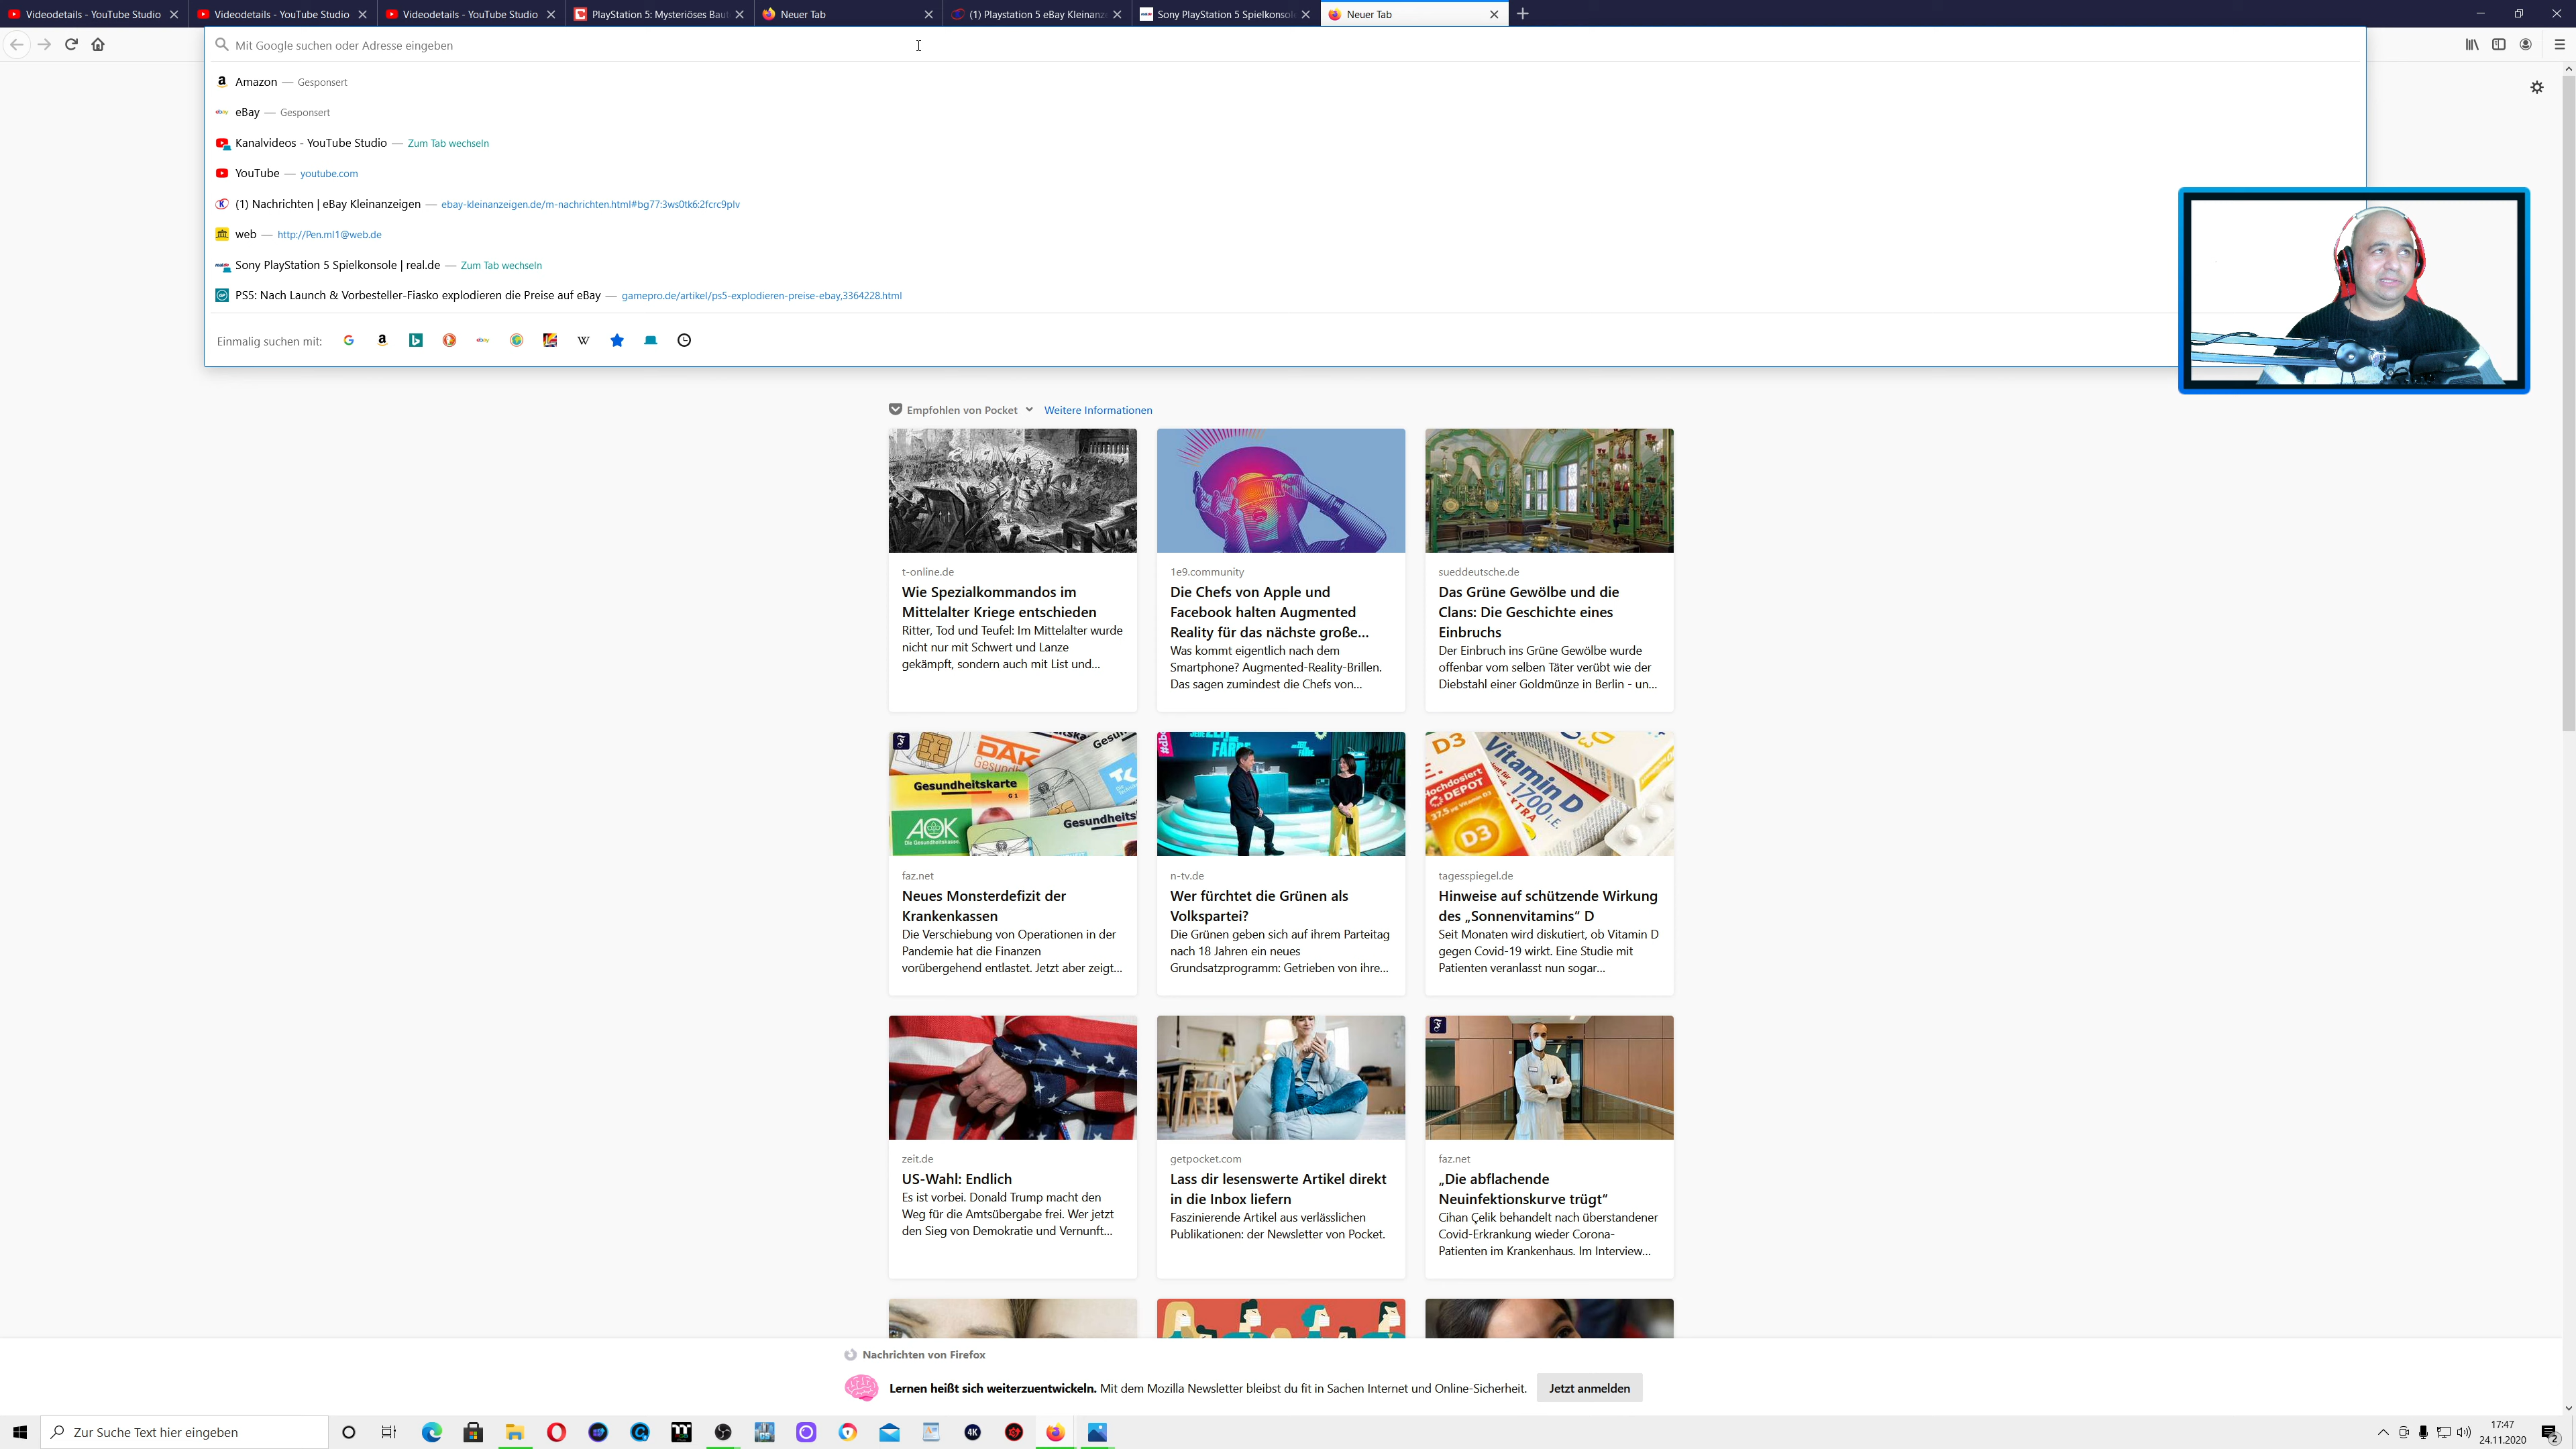 Videodetails - YouTube Studio
Videodetails - YouTube Studio
Videodetails - YouTube Studio
PlayStation 5: Mysteriöses Baut
Neuer Tab
(1) Playstation 5 eBay Kleinanze
Sony PlayStation 5 Spielkonsole
Neuer Tab
Mit Google suchen oder Adresse eingeben
Amazon — Gesponsert
eBay — Gesponsert
Kanalvideos - YouTube Studio — Zum Tab wechseln
YouTube — youtube.com
(1) Nachrichten | eBay Kleinanzeigen — ebay-kleinanzeigen.de/m-nachrichten.html#bg77:3ws0tk6:2fcrc9plv
web — http://Pen.ml1@web.de
Sony PlayStation 5 Spielkonsole | real.de — Zum Tab wechseln
PS5: Nach Launch & Vorbesteller-Fiasko explodieren die Preise auf eBay — gamepro.de/artikel/ps5-explodieren-preise-ebay,3364228.html
Einmalig suchen mit:
Empfohlen von Pocket
Weitere Informationen
t-online.de
Wie Spezialkommandos im
Mittelalter Kriege entschieden
Ritter, Tod und Teufel: Im Mittelalter wurde
nicht nur mit Schwert und Lanze
gekämpft, sondern auch mit List und...
1e9.community
Die Chefs von Apple und
Facebook halten Augmented
Reality für das nächste große...
Was kommt eigentlich nach dem
Smartphone? Augmented-Reality-Brillen.
Das sagen zumindest die Chefs von...
sueddeutsche.de
Das Grüne Gewölbe und die
Clans: Die Geschichte eines
Einbruchs
Der Einbruch ins Grüne Gewölbe wurde
offenbar vom selben Täter verübt wie der
Diebstahl einer Goldmünze in Berlin - un...
DAK
Gesundheitskarte
G1
AOK
Die Gesundheitskasse.
faz.net
Neues Monsterdefizit der
Krankenkassen
Die Verschiebung von Operationen in der
Pandemie hat die Finanzen
vorübergehend entlastet. Jetzt aber zeigt...
n-tv.de
Wer fürchtet die Grünen als
Volkspartei?
Die Grünen geben sich auf ihrem Parteitag
nach 18 Jahren ein neues
Grundsatzprogramm: Getrieben von ihre...
D3
Vitamin D
1700 I.E.
DEPOT
D3
tagesspiegel.de
Hinweise auf schützende Wirkung
des „Sonnenvitamins“ D
Seit Monaten wird diskutiert, ob Vitamin D
gegen Covid-19 wirkt. Eine Studie mit
Patienten veranlasst nun sogar...
zeit.de
US-Wahl: Endlich
Es ist vorbei. Donald Trump macht den
Weg für die Amtsübergabe frei. Wer jetzt
den Sieg von Demokratie und Vernunft...
getpocket.com
Lass dir lesenswerte Artikel direkt
in die Inbox liefern
Faszinierende Artikel aus verlässlichen
Publikationen: der Newsletter von Pocket.
faz.net
„Die abflachende
Neuinfektionskurve trügt“
Cihan Çelik behandelt nach überstandener
Covid-Erkrankung wieder Corona-
Patienten im Krankenhaus. Im Interview...
Nachrichten von Firefox
Lernen heißt sich weiterzuentwickeln. Mit dem Mozilla Newsletter bleibst du fit in Sachen Internet und Online-Sicherheit.
Jetzt anmelden
Zur Suche Text hier eingeben
4K
17:47
24.11.2020
2